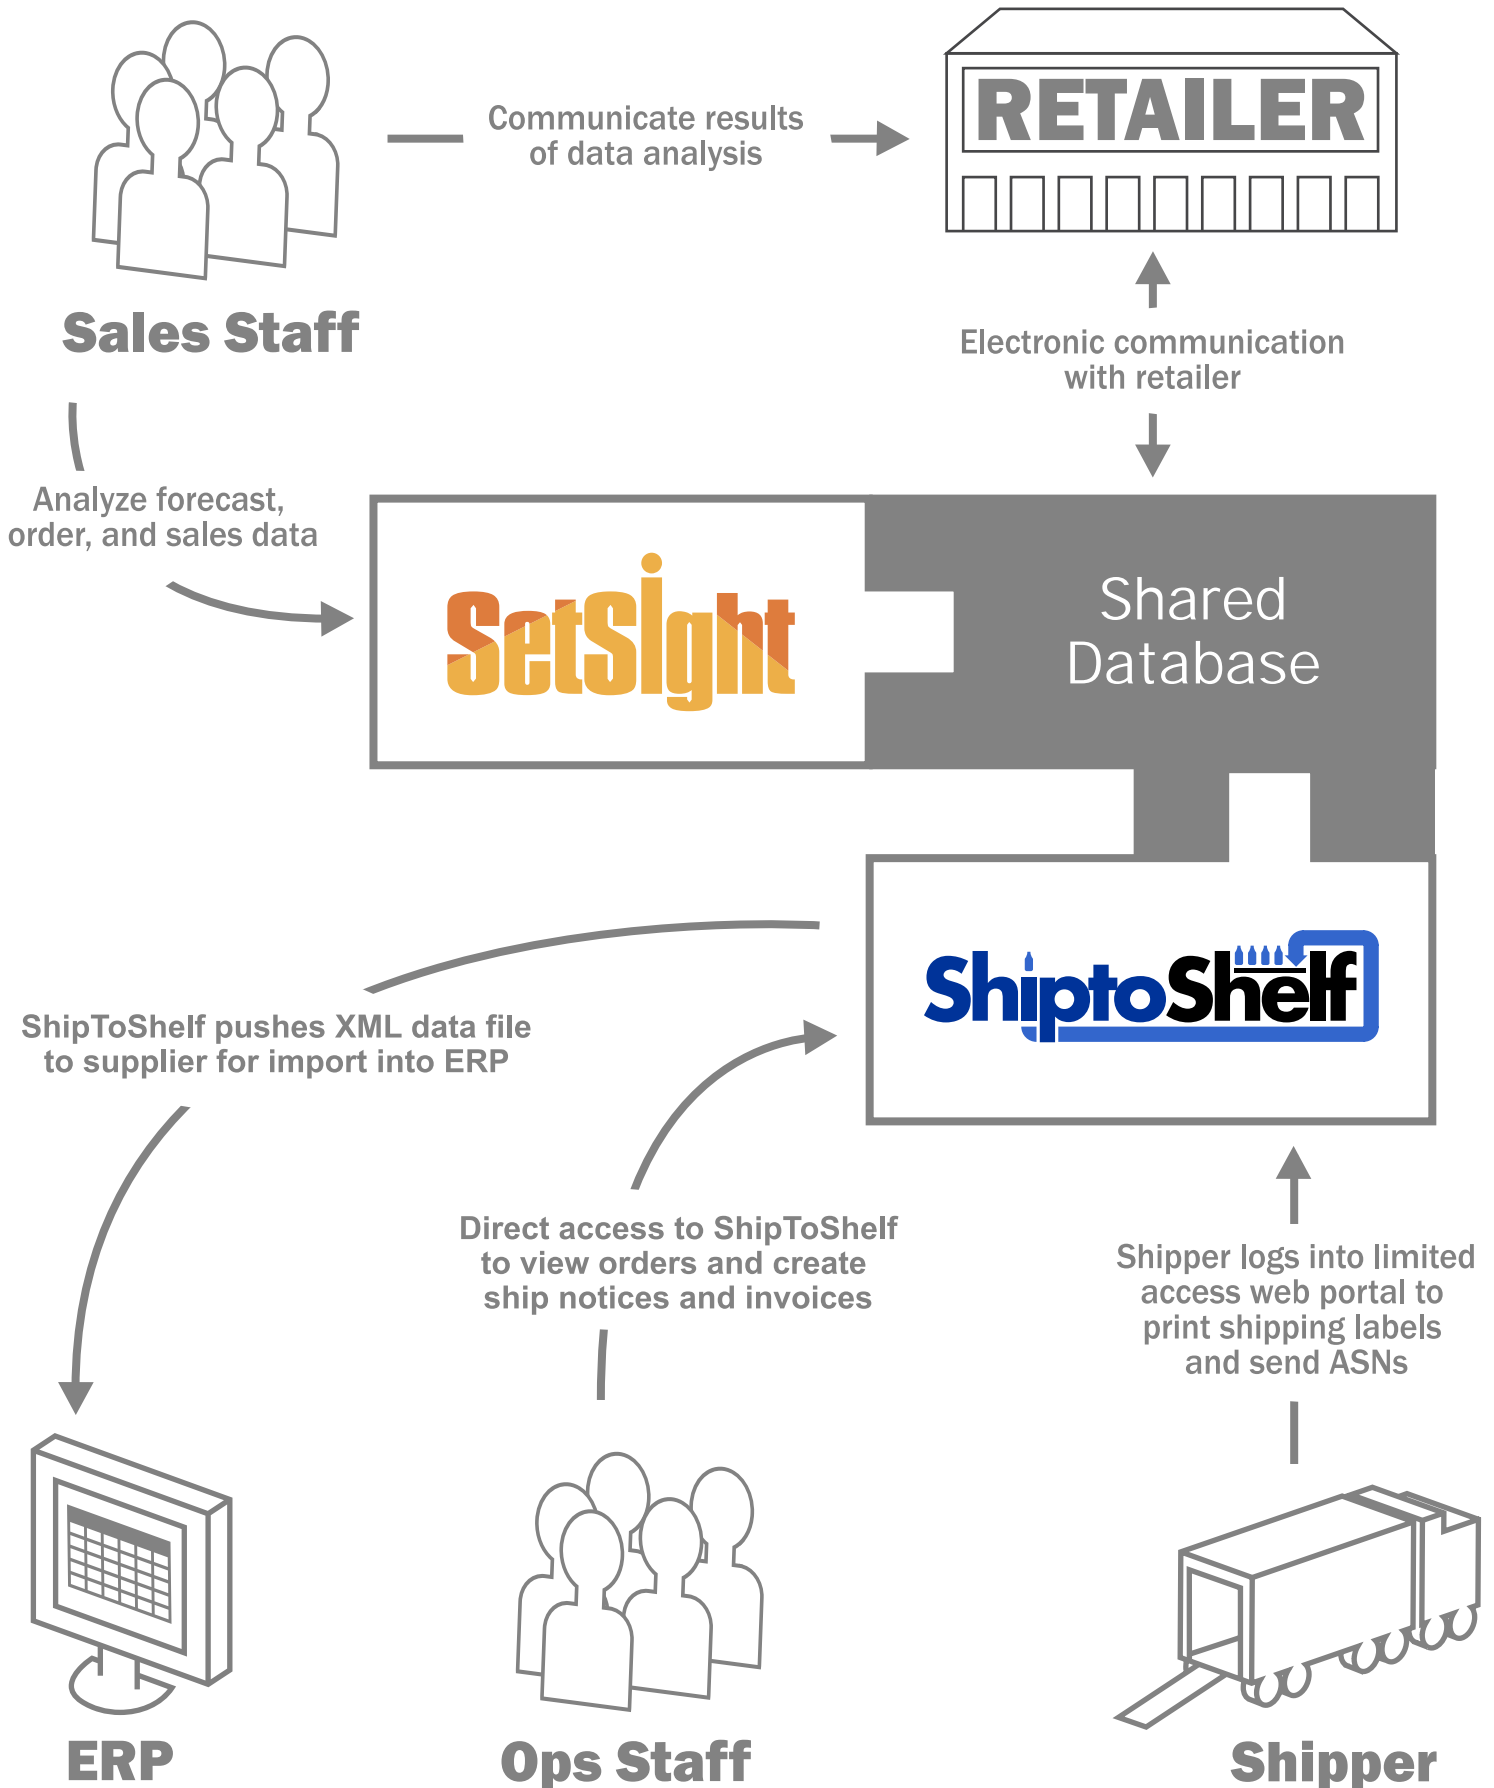 Communicate results
of data analysis
RETAILER
Sales Staff
Electronic communication
with retailer
Analyze forecast,
order, and sales data
SetSight
Shared
Database
ShiptoShelf
ShipToShelf pushes XML data file
to supplier for import into ERP
Direct access to ShipToShelf
to view orders and create
ship notices and invoices
Shipper logs into limited
access web portal to
print shipping labels
and send ASNs
ERP
Ops Staff
Shipper